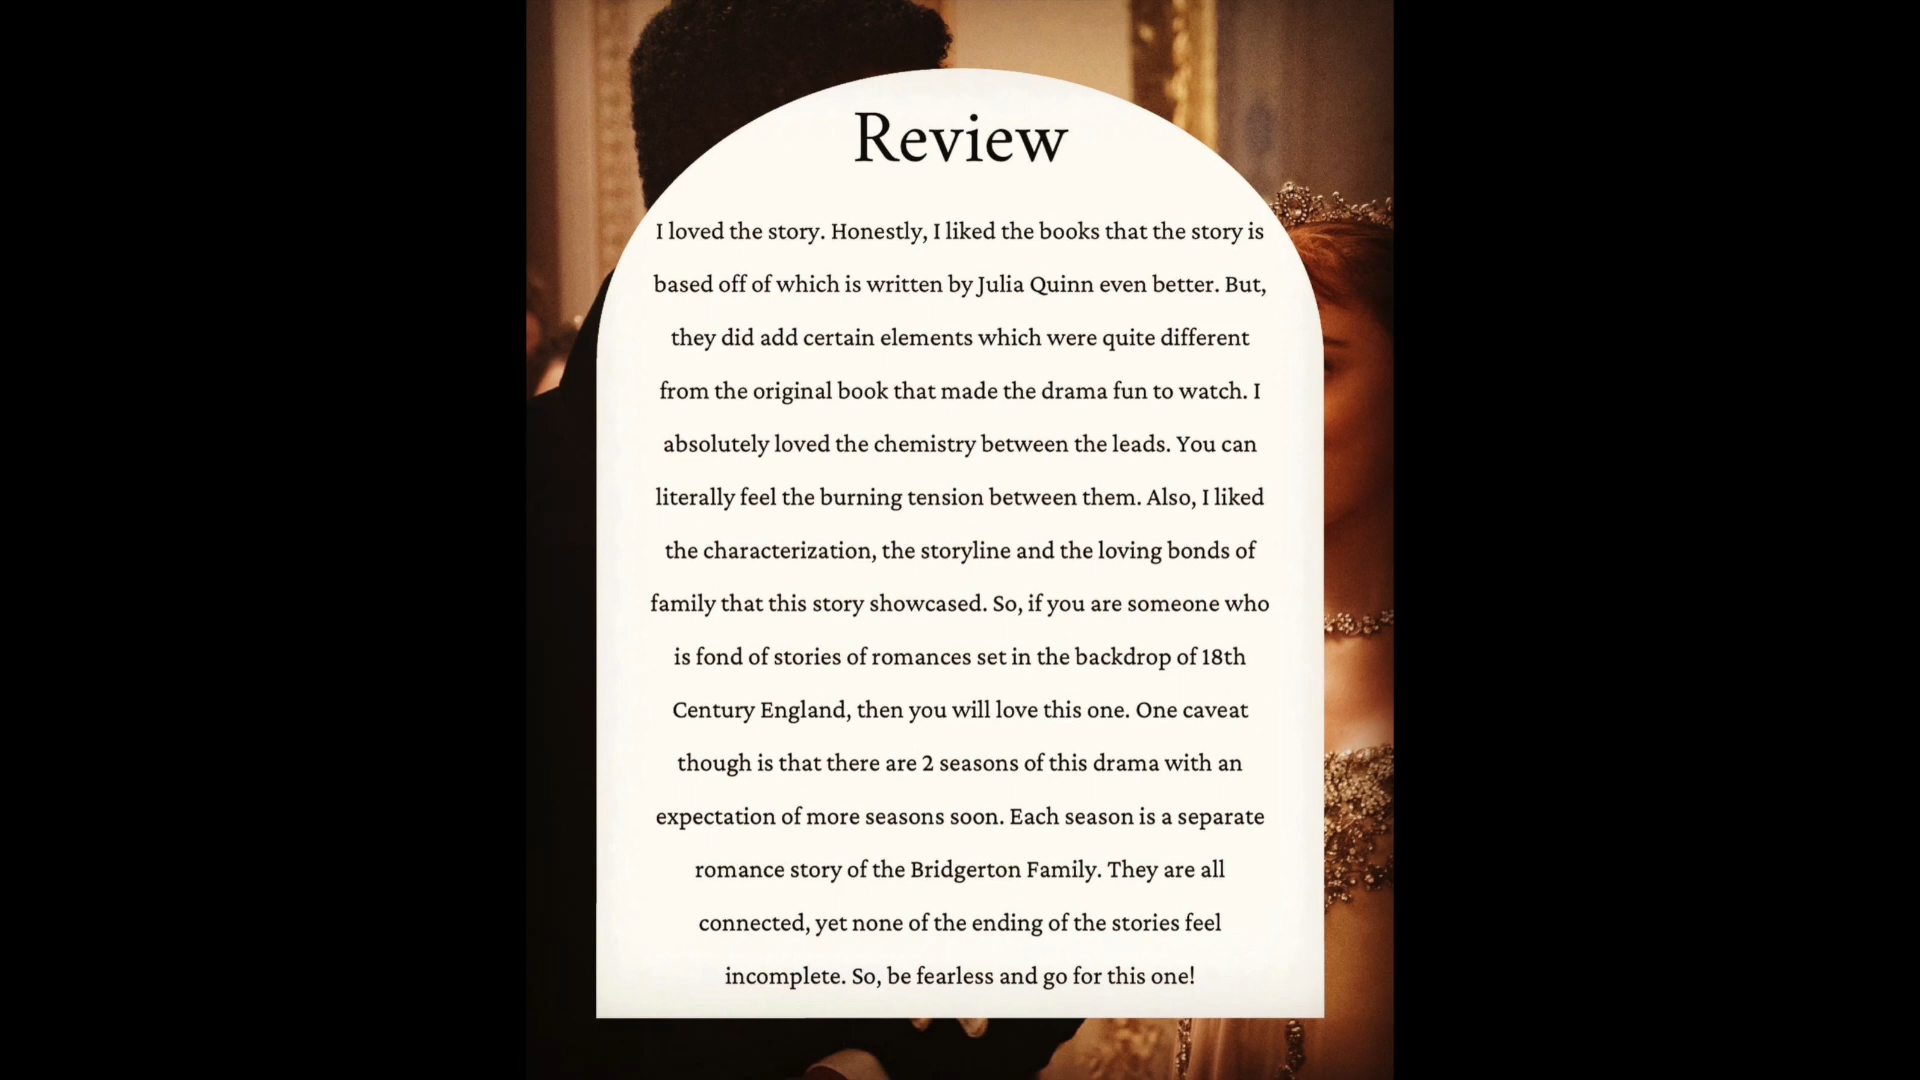 Review
I loved the story. Honestly, I liked the books that the story is
based off of which is written by Julia Quinn even better. But,
they did add certain elements which were quite different
from the original book that made the drama fun to watch. I
absolutely loved the chemistry between the leads. You can
literally feel the burning tension between them. Also, I liked
the characterization, the storyline and the loving bonds of
family that this story showcased. So, if you are someone who
is fond of stories of romances set in the backdrop of 18th
Century England, then you will love this one. One caveat
though is that there are 2 seasons of this drama with an
expectation of more seasons soon. Each season is a separate
romance story of the Bridgerton Family. They are all
connected, yet none of the ending of the stories feel
incomplete. So, be fearless and go for this one!